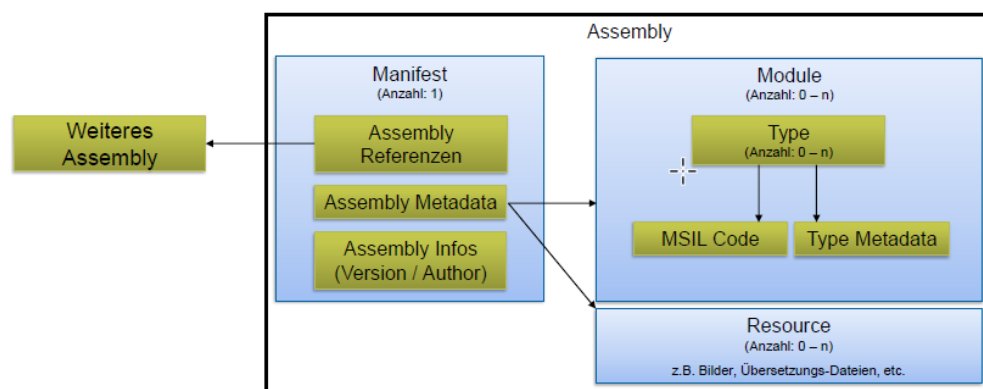 Assembly
Manifest
(Anzahl: 1)
Assembly
Referenzen
Assembly Metadata
Assembly Infos
(Version / Author)
Weiteres
Assembly
Module
(Anzahl: 0 – n)
Type
(Anzahl: 0 – n)
MSIL Code
Type Metadata
Resource
(Anzahl: 0 – n)
z.B. Bilder, Übersetzungs-Dateien, etc.